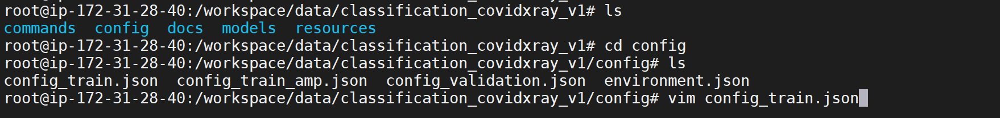 root@ip-172-31-28-40:/workspace/data/classification_covidxray_v1# ls
commands  config  docs  models  resources
root@ip-172-31-28-40:/workspace/data/classification_covidxray_v1# cd config
root@ip-172-31-28-40:/workspace/data/classification_covidxray_v1/config# ls
config_train.json  config_train_amp.json  config_validation.json  environment.json
root@ip-172-31-28-40:/workspace/data/classification_covidxray_v1/config# vim config_train.json